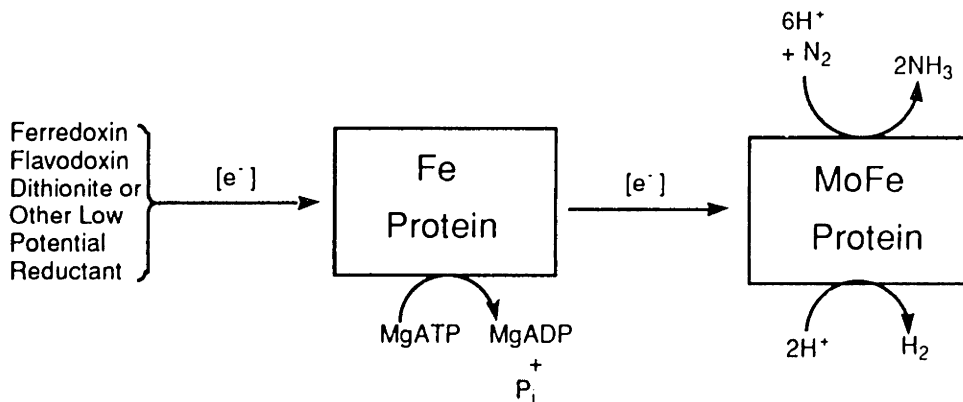 Ferredoxin
Flavodoxin
Dithionite or
Other Low
Potential
Reductant
[e⁻]
Fe
Protein
MgATP
MgADP
+
Pᵢ
[e⁻]
6H⁺
+ N₂
2NH₃
MoFe
Protein
2H⁺
H₂